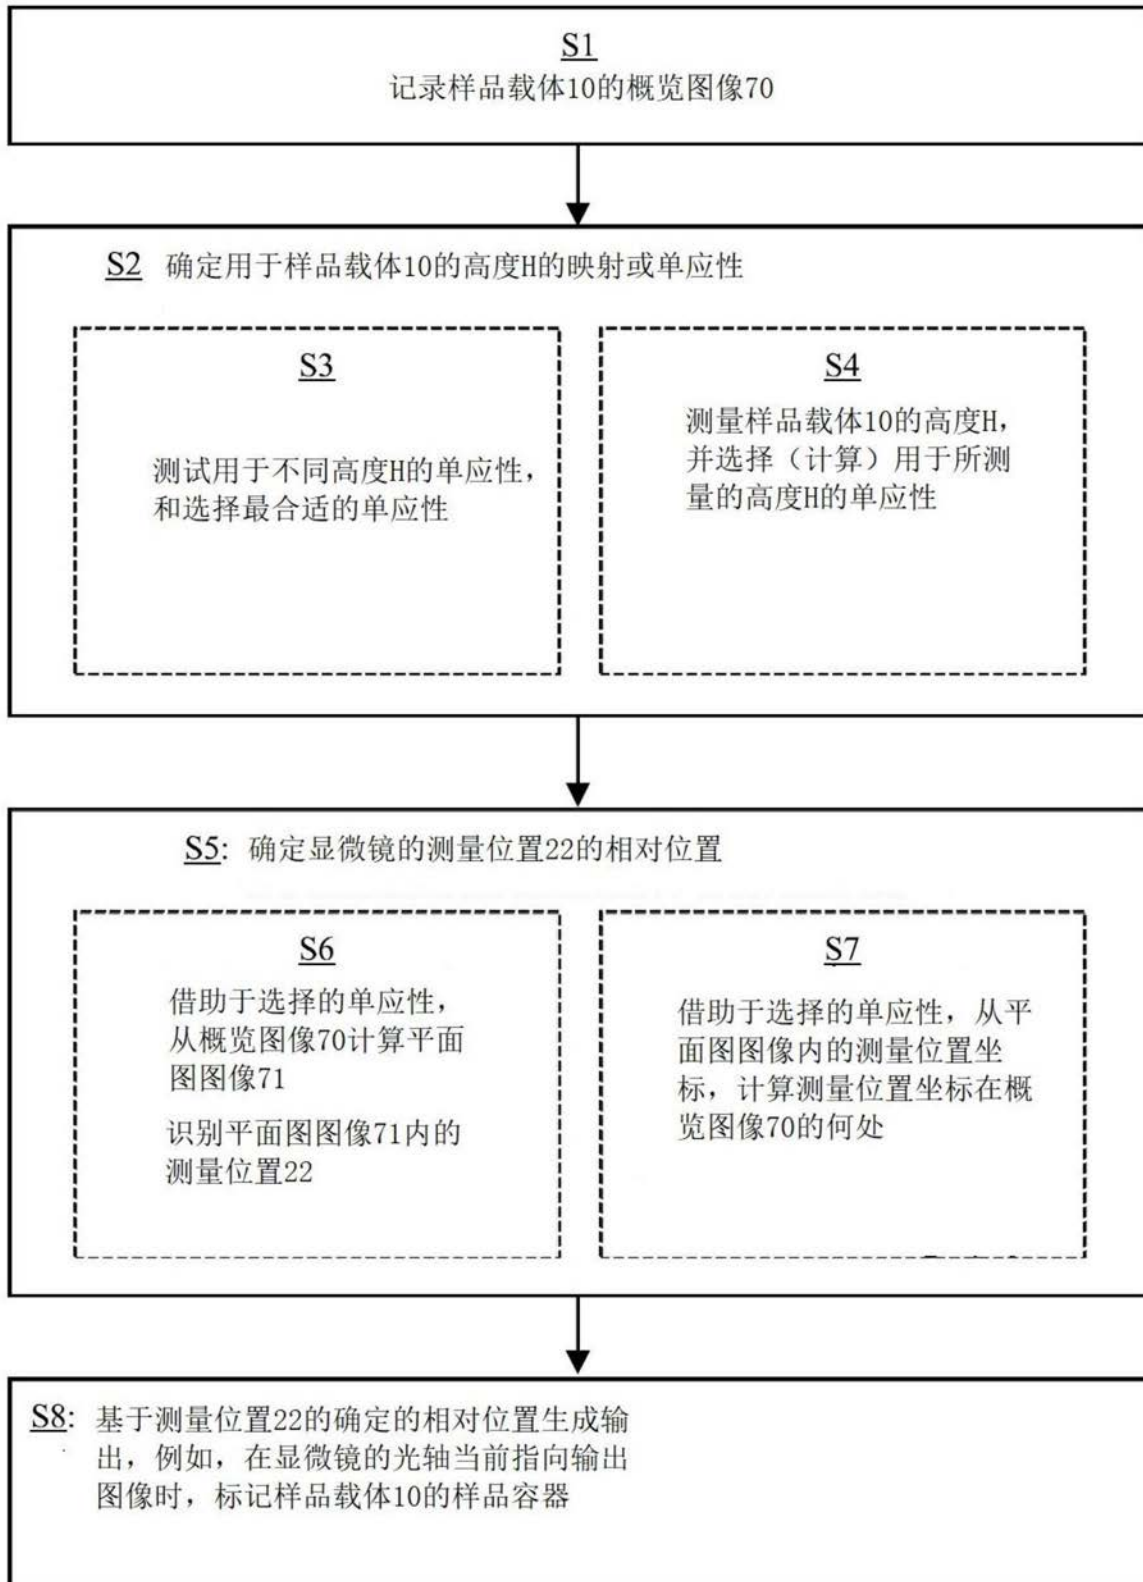 S1
记录样品载体10的概览图像70
S2 确定用于样品载体10的高度H的映射或单应性
S3
测试用于不同高度H的单应性，
和选择最合适的单应性
S4
测量样品载体10的高度H，
并选择（计算）用于所测
量的高度H的单应性
S5: 确定显微镜的测量位置22的相对位置
S6
借助于选择的单应性，
从概览图像70计算平面
图图像71
识别平面图图像71内的
测量位置22
S7
借助于选择的单应性，从平
面图图像内的测量位置坐
标，计算测量位置坐标在概
览图像70的何处
S8: 基于测量位置22的确定的相对位置生成输
出，例如，在显微镜的光轴当前指向输出
图像时，标记样品载体10的样品容器